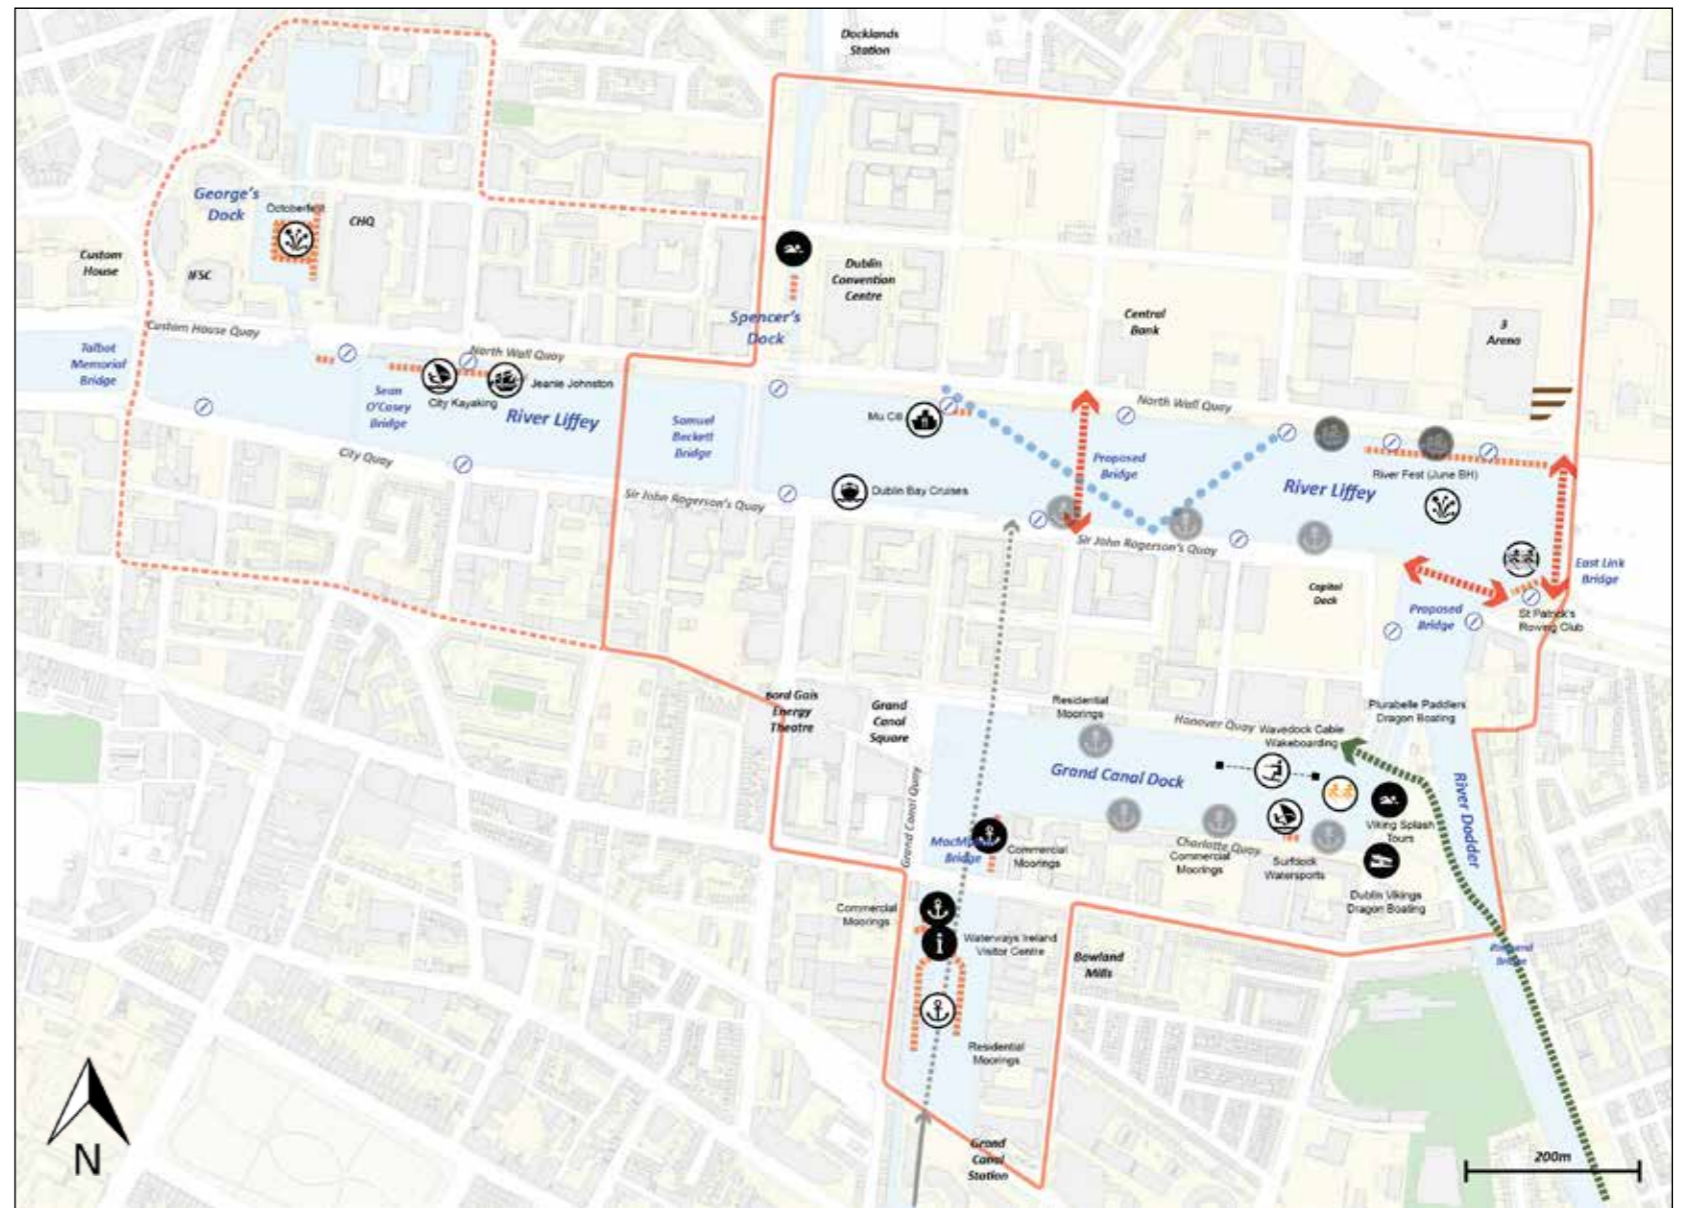 Docklands
Station
George's
Dock
Octoberfest
CHQ
Custom
House
IFSC
Dublin
Convention
Centre
Spencer's
Dock
Central
Bank
3
Arena
Custom House Quay
Talbot
Memorial
Bridge
North Wall Quay
Jeanie Johnston
Sean
O'Casey
Bridge
City Kayaking
River Liffey
Samuel
Beckett
Bridge
Mu Cill
North Wall Quay
City Quay
Proposed
Bridge
River Fest (June BH)
River Liffey
Dublin Bay Cruises
Sir John Rogerson's Quay
Sir John Rogerson's Quay
East Link
Bridge
Capital
Dock
Proposed
Bridge
St Patrick's
Rowing Club
Bord Gais
Energy
Theatre
Grand
Canal
Square
Residential
Moorings
Hanover Quay
Plurabelle Paddlers
Dragon Boating
Wavedock Cable
Wakeboarding
Grand Canal Dock
River Dodder
Grand Canal Quay
Viking Splash
Tours
Bridge
Commercial
Moorings
Charlotte Quay
Commercial
Moorings
Surfdock
Watersports
Dublin Vikings
Dragon Boating
Commercial
Moorings
i
Waterways Ireland
Visitor Centre
Bowland
Mills
Bridge
Residential
Moorings
Grand
Canal
Station
N
200m